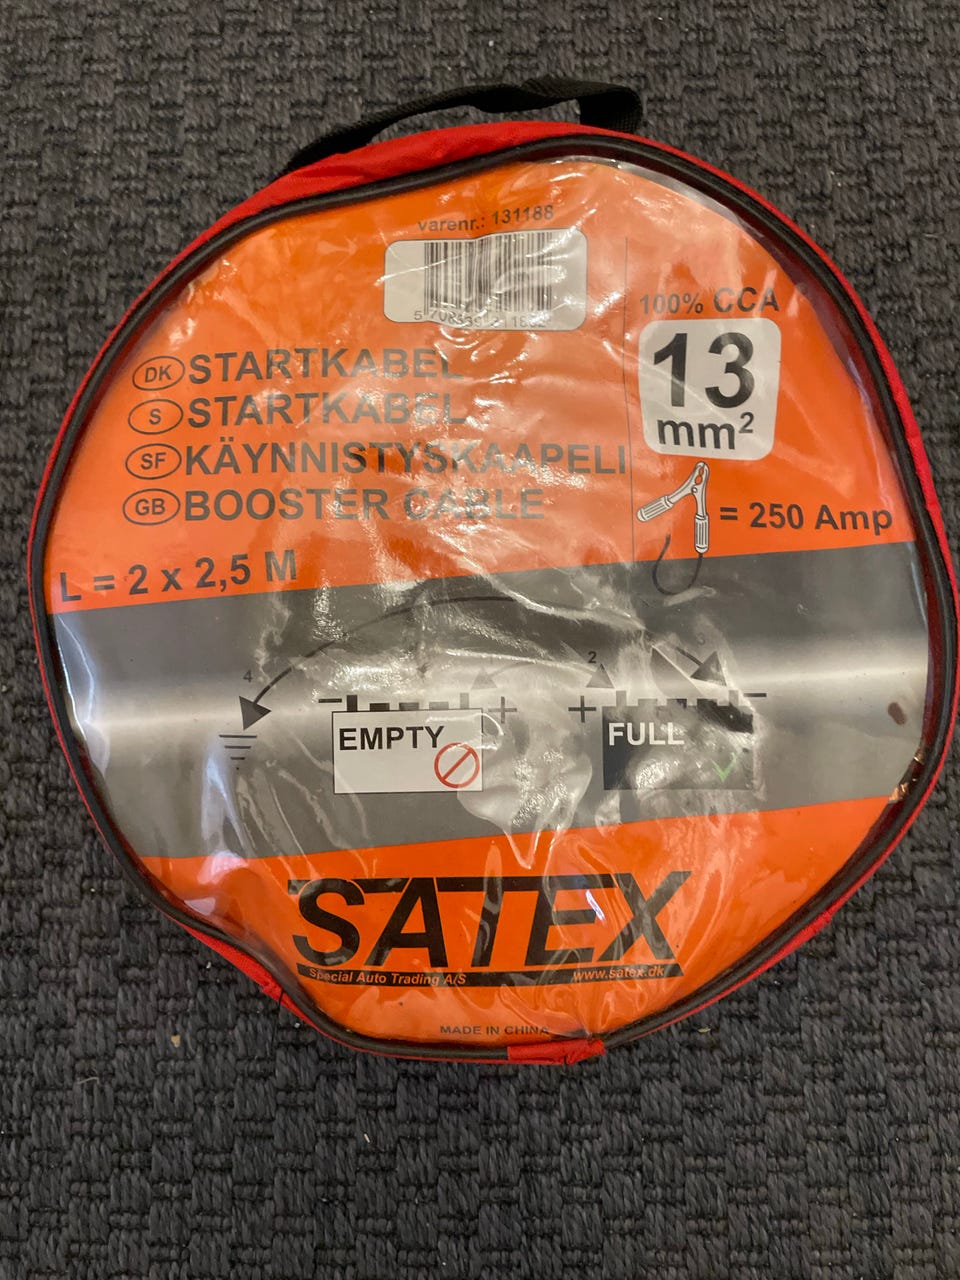 varenr.: 131188
100% CCA
13
mm²
DK STARTKABEL
S STARTKABEL
SF KÄYNNISTYSKAAPELI
GB BOOSTER CABLE
= 250 Amp
L = 2 x 2,5 M
4
2
3
− +
+ −
EMPTY
FULL
SATEX
Special Auto Trading A/S
www.satex.dk
MADE IN CHINA